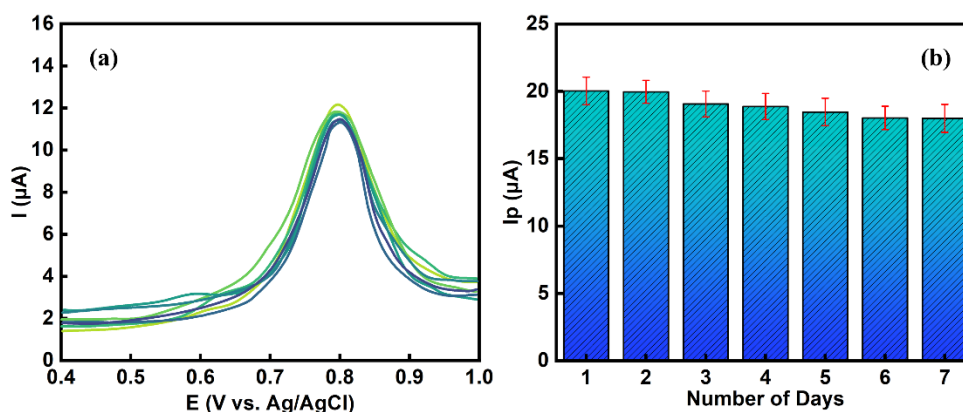 (a)
16
14
12
10
8
6
4
2
0
I (µA)
0.4 0.5 0.6 0.7 0.8 0.9 1.0
E (V vs. Ag/AgCl)
(b)
25
20
15
10
5
0
Ip (µA)
1 2 3 4 5 6 7
Number of Days